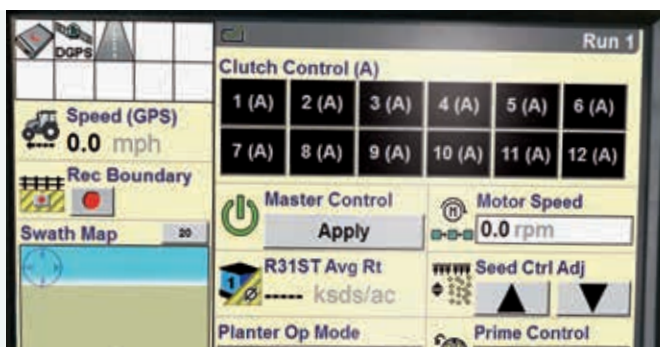 DGPS
Run 1
Clutch Control (A)
1 (A) 2 (A) 3 (A) 4 (A) 5 (A) 6 (A)
7 (A) 8 (A) 9 (A) 10 (A) 11 (A) 12 (A)
Speed (GPS)
0.0 mph
Rec Boundary
Swath Map 20
Master Control
Apply
Motor Speed
M
0.0 rpm
R31ST Avg Rt
1
----- ksds/ac
Seed Ctrl Adj
Planter Op Mode
Prime Control